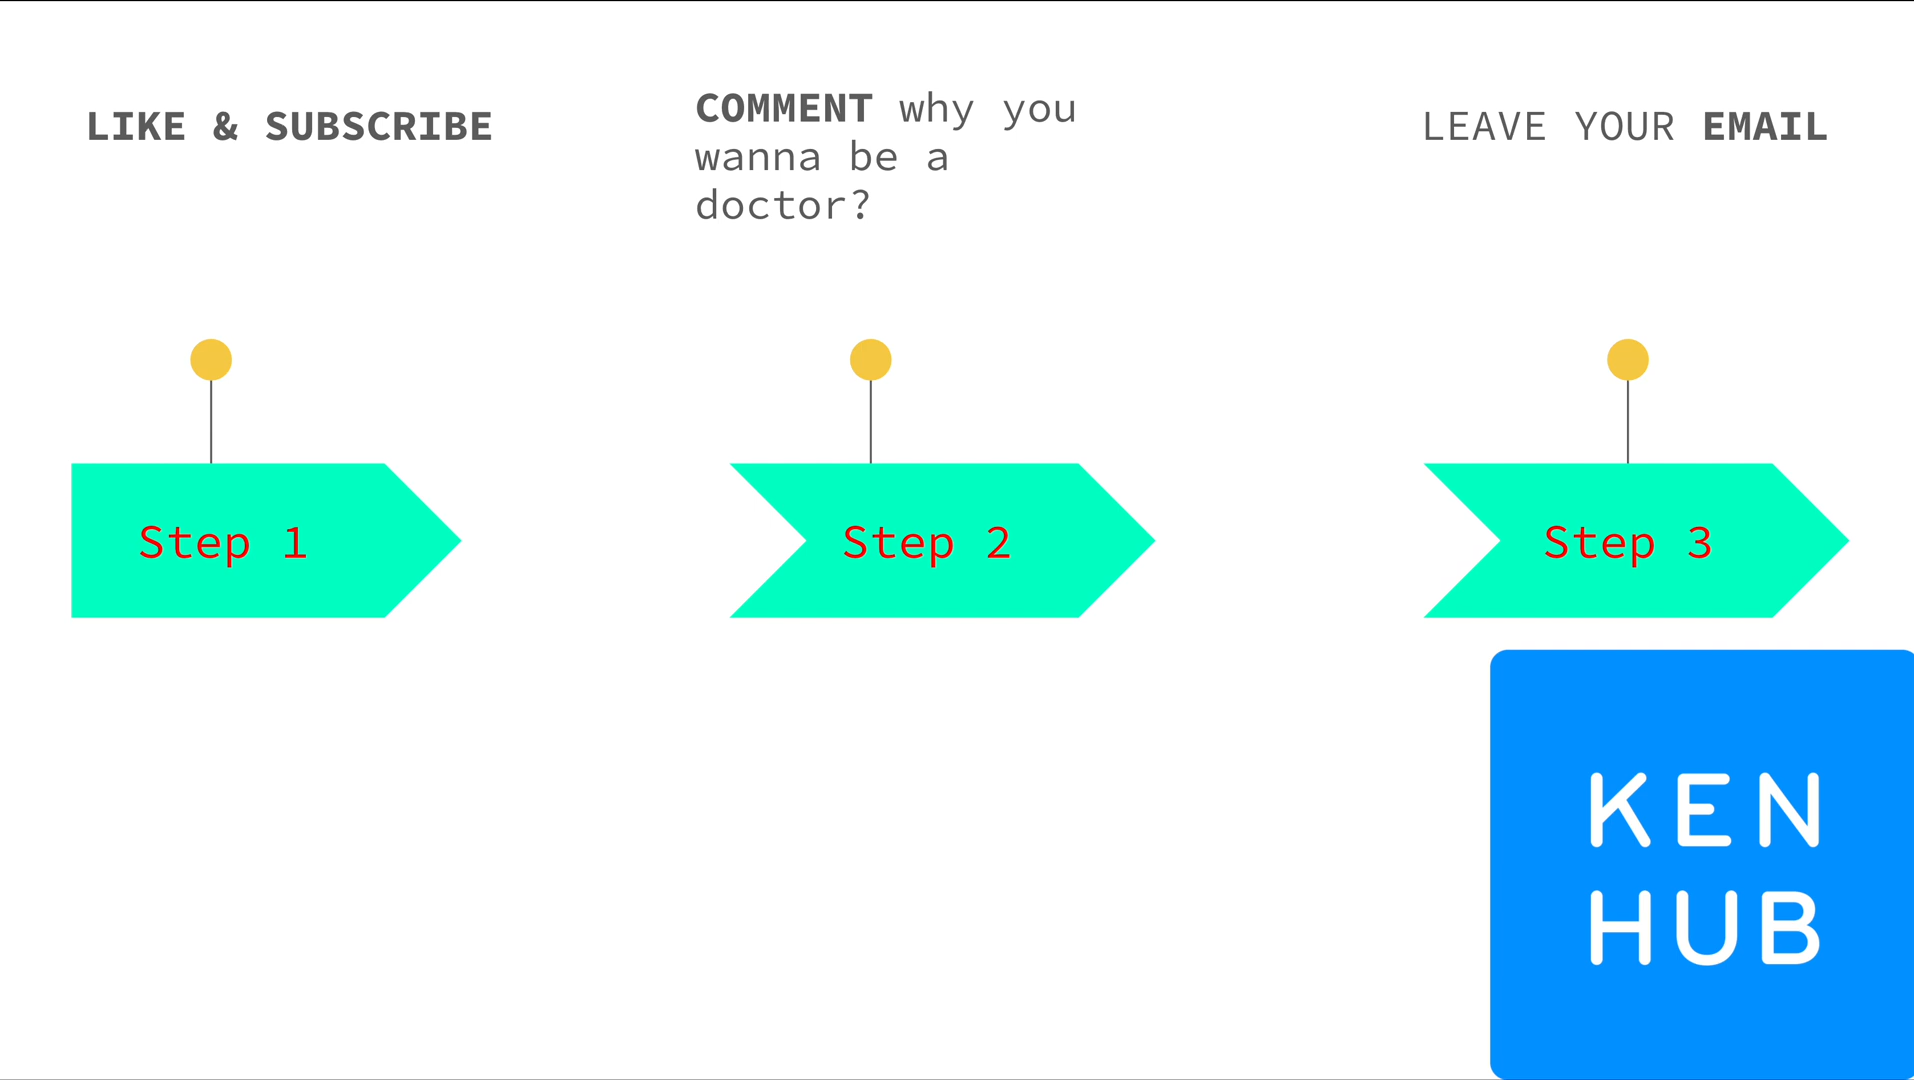 LIKE & SUBSCRIBE
COMMENT why you
wanna be a
doctor?
LEAVE YOUR EMAIL
Step 1
Step 2
Step 3
KEN
HUB